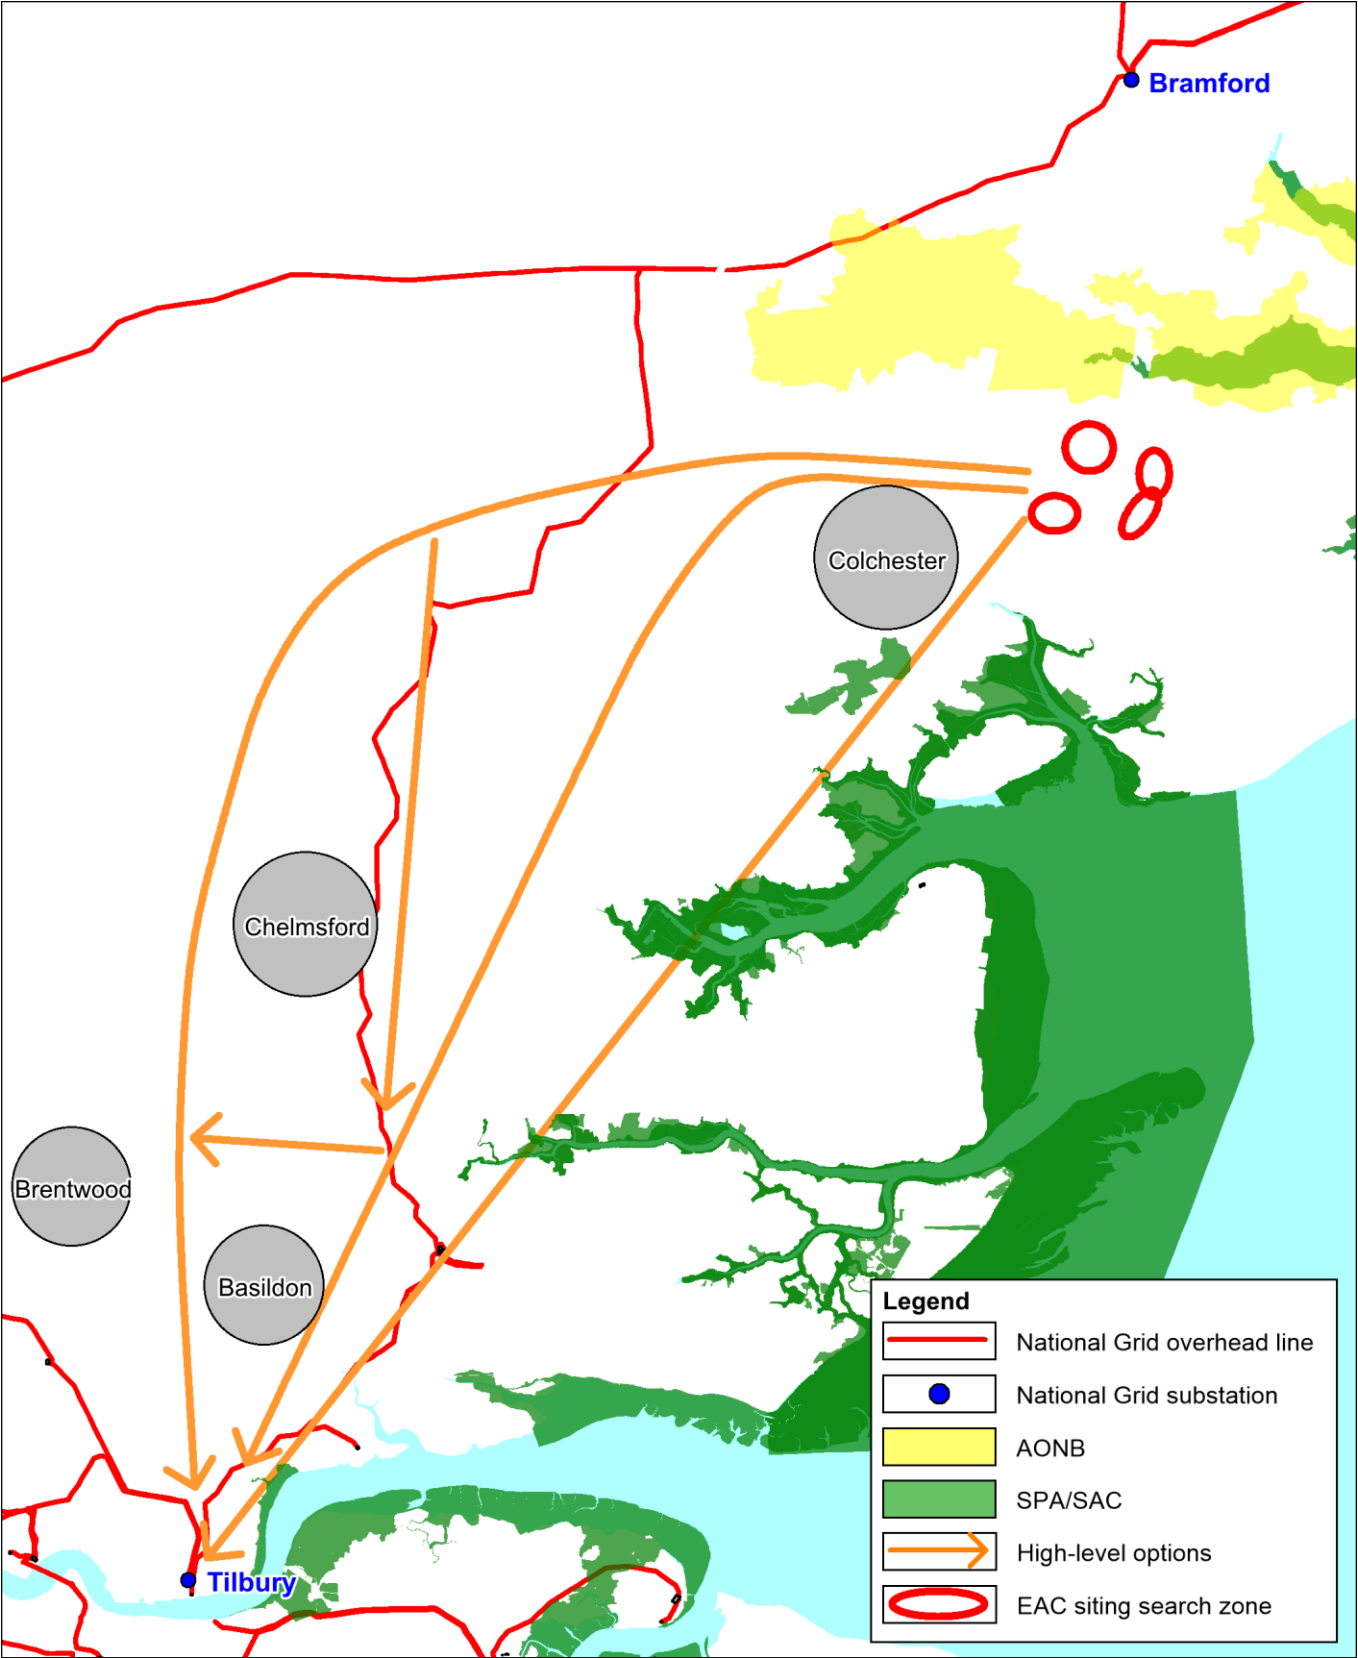 Bramford
Colchester
Chelmsford
Brentwood
Basildon
Tilbury
Legend
National Grid overhead line
National Grid substation
AONB
SPA/SAC
High-level options
EAC siting search zone